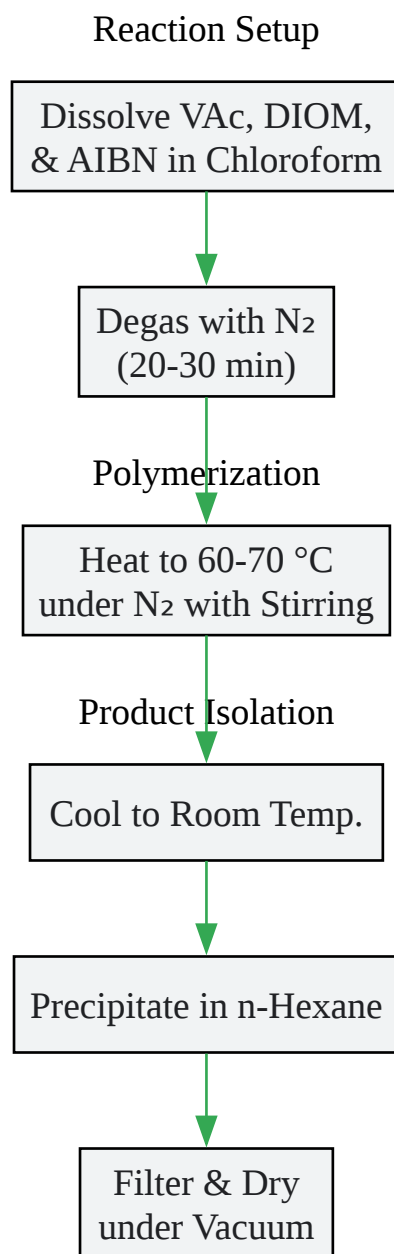 Reaction Setup
Dissolve VAc, DIOM,
& AIBN in Chloroform
Degas with N₂
(20-30 min)
Polymerization
Heat to 60-70 °C
under N₂ with Stirring
Product Isolation
Cool to Room Temp.
Precipitate in n-Hexane
Filter & Dry
under Vacuum